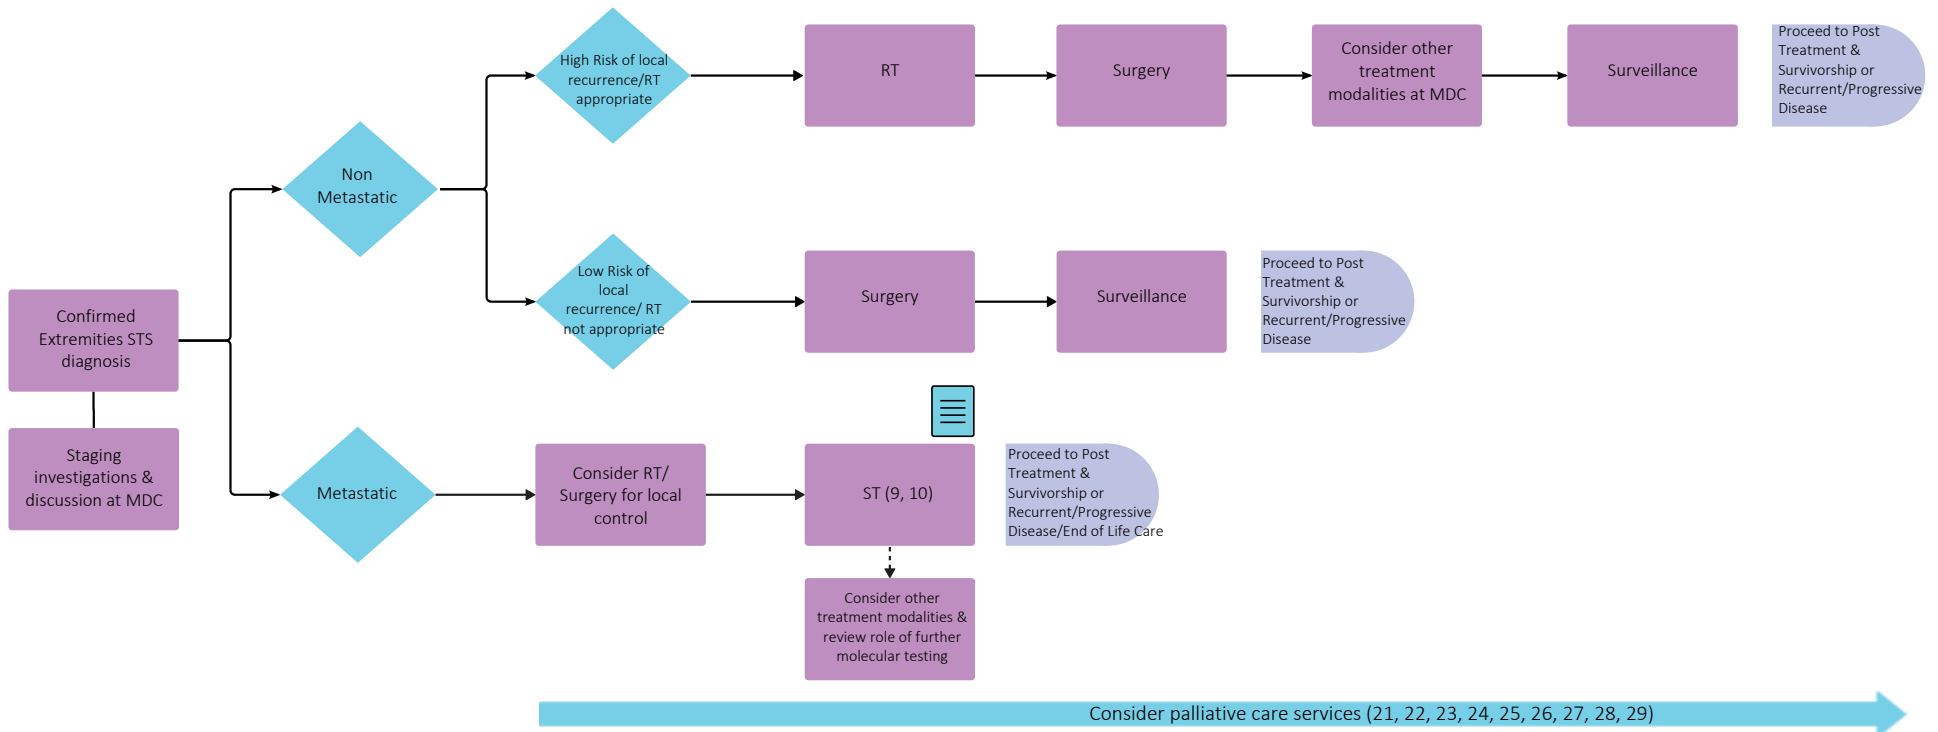 High Risk of local
recurrence/RT
appropriate
RT
Surgery
Consider other
treatment
modalities at MDC
Surveillance
Proceed to Post
Treatment &
Survivorship or
Recurrent/Progressive
Disease
Non
Metastatic
Low Risk of
local
recurrence/ RT
not appropriate
Surgery
Surveillance
Proceed to Post
Treatment &
Survivorship or
Recurrent/Progressive
Disease
Confirmed
Extremities STS
diagnosis
Staging
investigations &
discussion at MDC
Metastatic
Consider RT/
Surgery for local
control
ST (9, 10)
Proceed to Post
Treatment &
Survivorship or
Recurrent/Progressive
Disease/End of Life Care
Consider other
treatment modalities &
review role of further
molecular testing
Consider palliative care services (21, 22, 23, 24, 25, 26, 27, 28, 29)